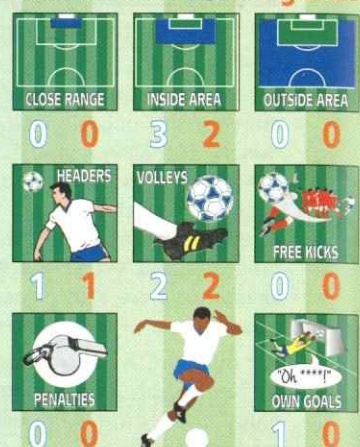 CLOSE RANGE INSIDE AREA OUTSIDE AREA
0 0 3 2 0 0
HEADERS VOLLEYS FREE KICKS
1 1 2 2 0 0
PENALTIES "Oh ****!" OWN GOALS
0 0 1 0